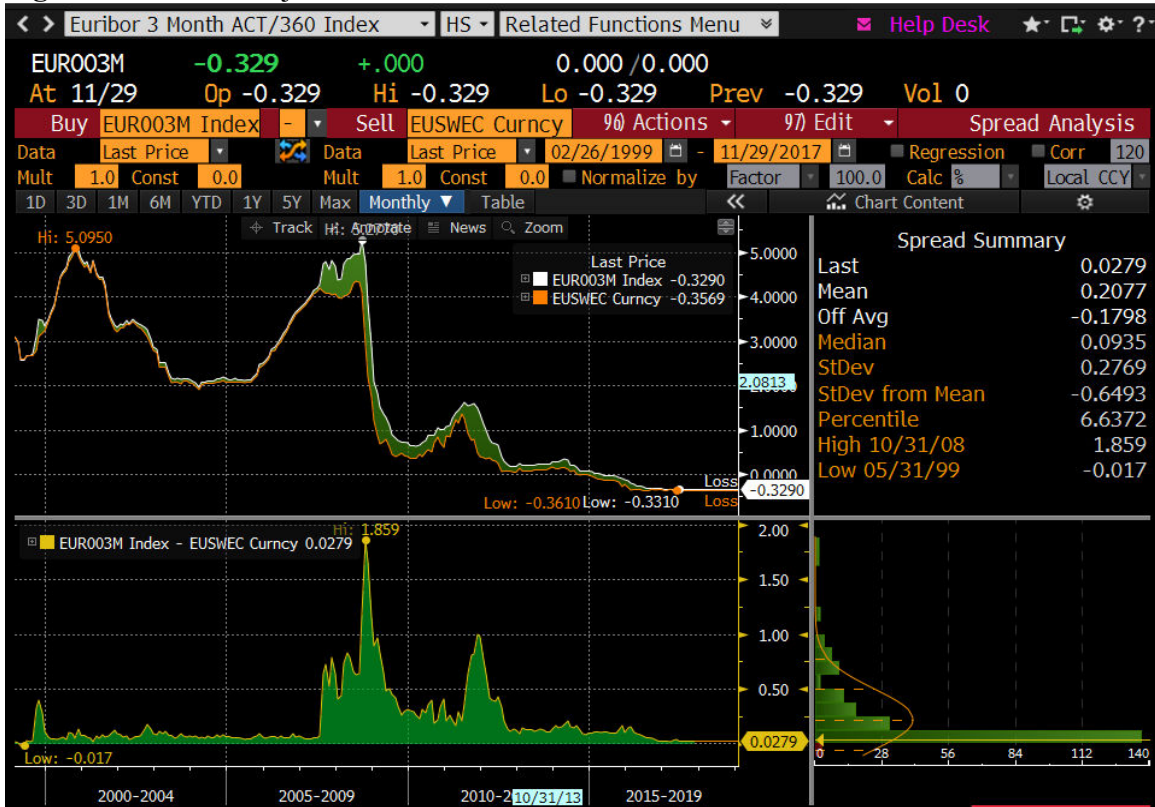 < > Euribor 3 Month ACT/360 Index HS Related Functions Menu Help Desk ?
EUR003M -0.329 +.000 0.000 /0.000
At 11/29 Op -0.329 Hi -0.329 Lo -0.329 Prev -0.329 Vol 0
Buy EUR003M Index - Sell EUSWEC Curncy 96) Actions 97) Edit Spread Analysis
Data Last Price Data Last Price 02/26/1999 - 11/29/2017 Regression Corr 120
Mult 1.0 Const 0.0 Mult 1.0 Const 0.0 Normalize by Factor 100.0 Calc % Local CCY
1D 3D 1M 6M YTD 1Y 5Y Max Monthly ▼ Table « Chart Content
Track Annotate News Zoom
Hi: 5.0950
Last Price
EUR003M Index -0.3290
EUSWEC Curncy -0.3569
5.0000
4.0000
3.0000
2.0813
1.0000
0.0000
-0.3290
Loss
Loss
Low: -0.3610 Low: -0.3310
Spread Summary
Last 0.0279
Mean 0.2077
Off Avg -0.1798
Median 0.0935
StDev 0.2769
StDev from Mean -0.6493
Percentile 6.6372
High 10/31/08 1.859
Low 05/31/99 -0.017
Hi: 1.859
EUR003M Index - EUSWEC Curncy 0.0279
2.00
1.50
1.00
0.50
0.0279
Low: -0.017
0 28 56 84 112 140
2000-2004 2005-2009 2010-2 10/31/13 2015-2019